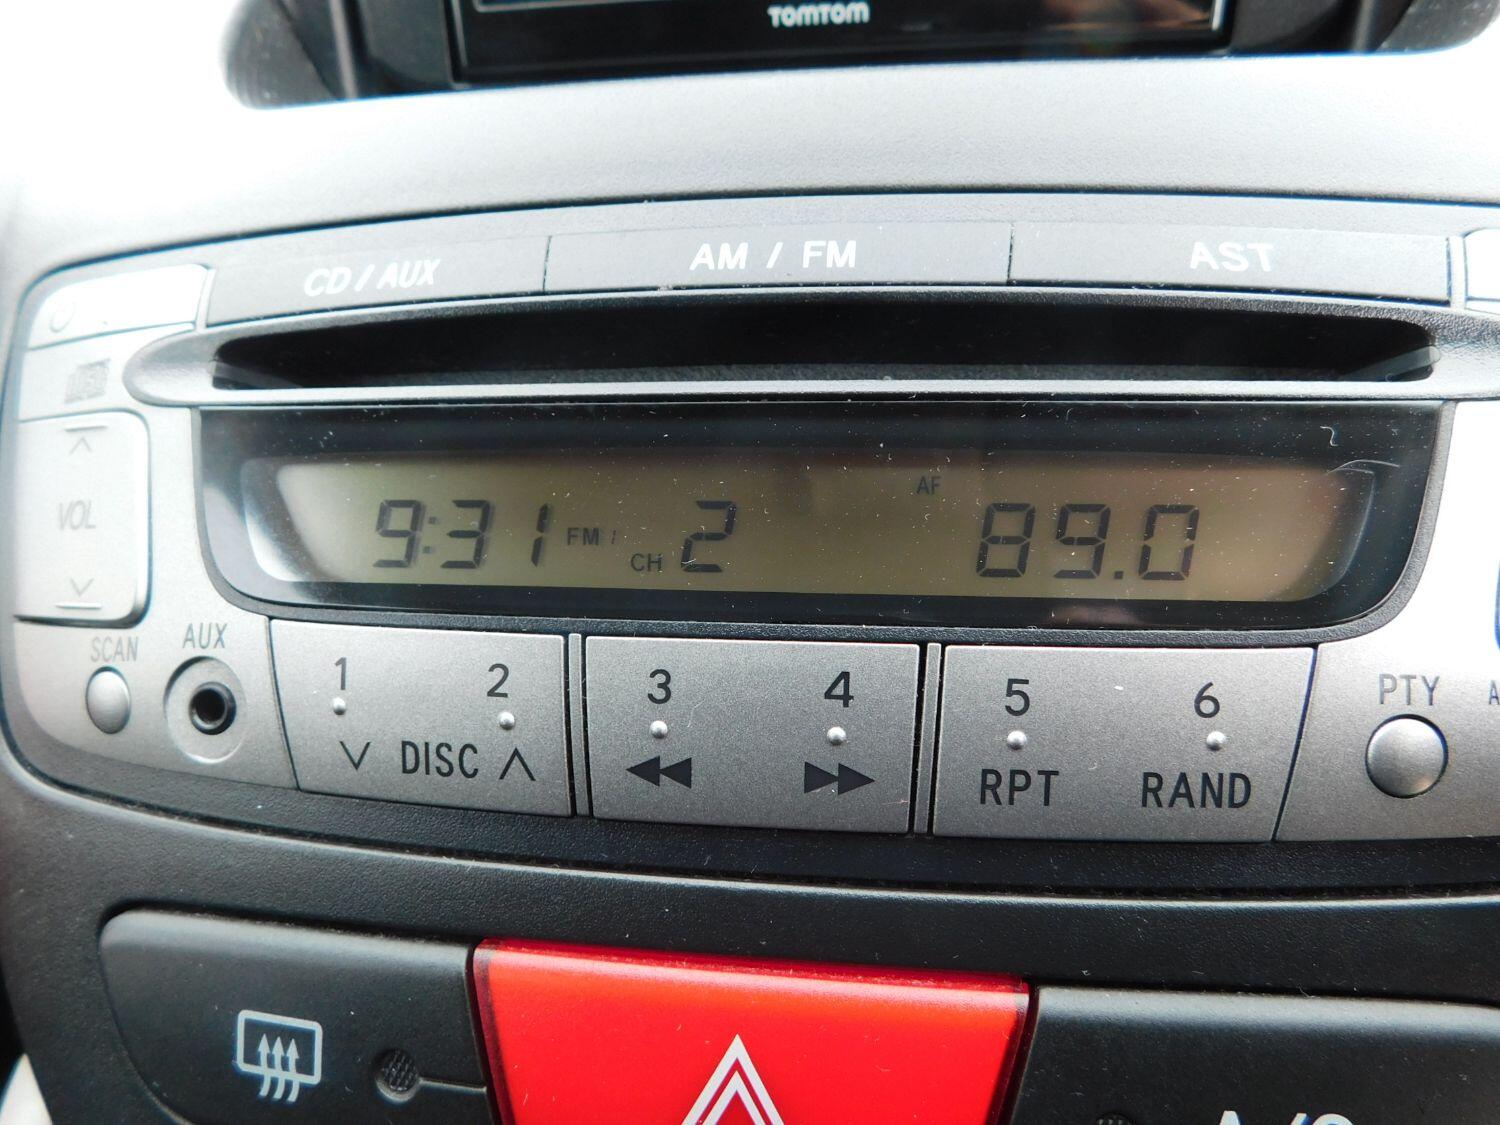 TOMTOM
CD / AUX AM / FM AST
VOL
AF
9:31 FM 1 CH 2 89.0
SCAN AUX
1 2 3 4 5 6 PTY
DISC RPT RAND
A/C